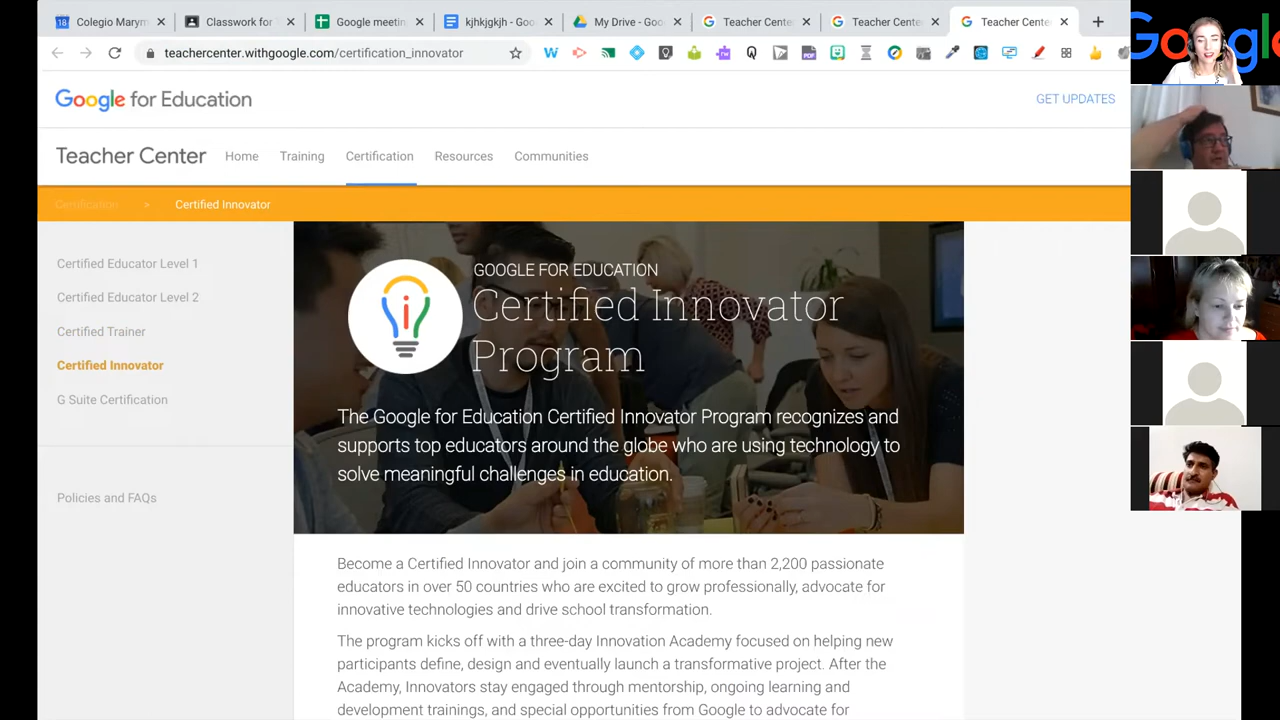 18 Colegio Marym
Classwork for
Google meetin
kjhkjgkjh - Goo
My Drive - Goo
Teacher Center
Teacher Center
Teacher Center
teachercenter.withgoogle.com/certification_innovator
Google for Education
GET UPDATES
Teacher Center
Home
Training
Certification
Resources
Communities
Certification > Certified Innovator
Certified Educator Level 1
Certified Educator Level 2
Certified Trainer
Certified Innovator
G Suite Certification
Policies and FAQs
GOOGLE FOR EDUCATION
Certified Innovator
Program
The Google for Education Certified Innovator Program recognizes and
supports top educators around the globe who are using technology to
solve meaningful challenges in education.
Become a Certified Innovator and join a community of more than 2,200 passionate
educators in over 50 countries who are excited to grow professionally, advocate for
innovative technologies and drive school transformation.
The program kicks off with a three-day Innovation Academy focused on helping new
participants define, design and eventually launch a transformative project. After the
Academy, Innovators stay engaged through mentorship, ongoing learning and
development trainings, and special opportunities from Google to advocate for